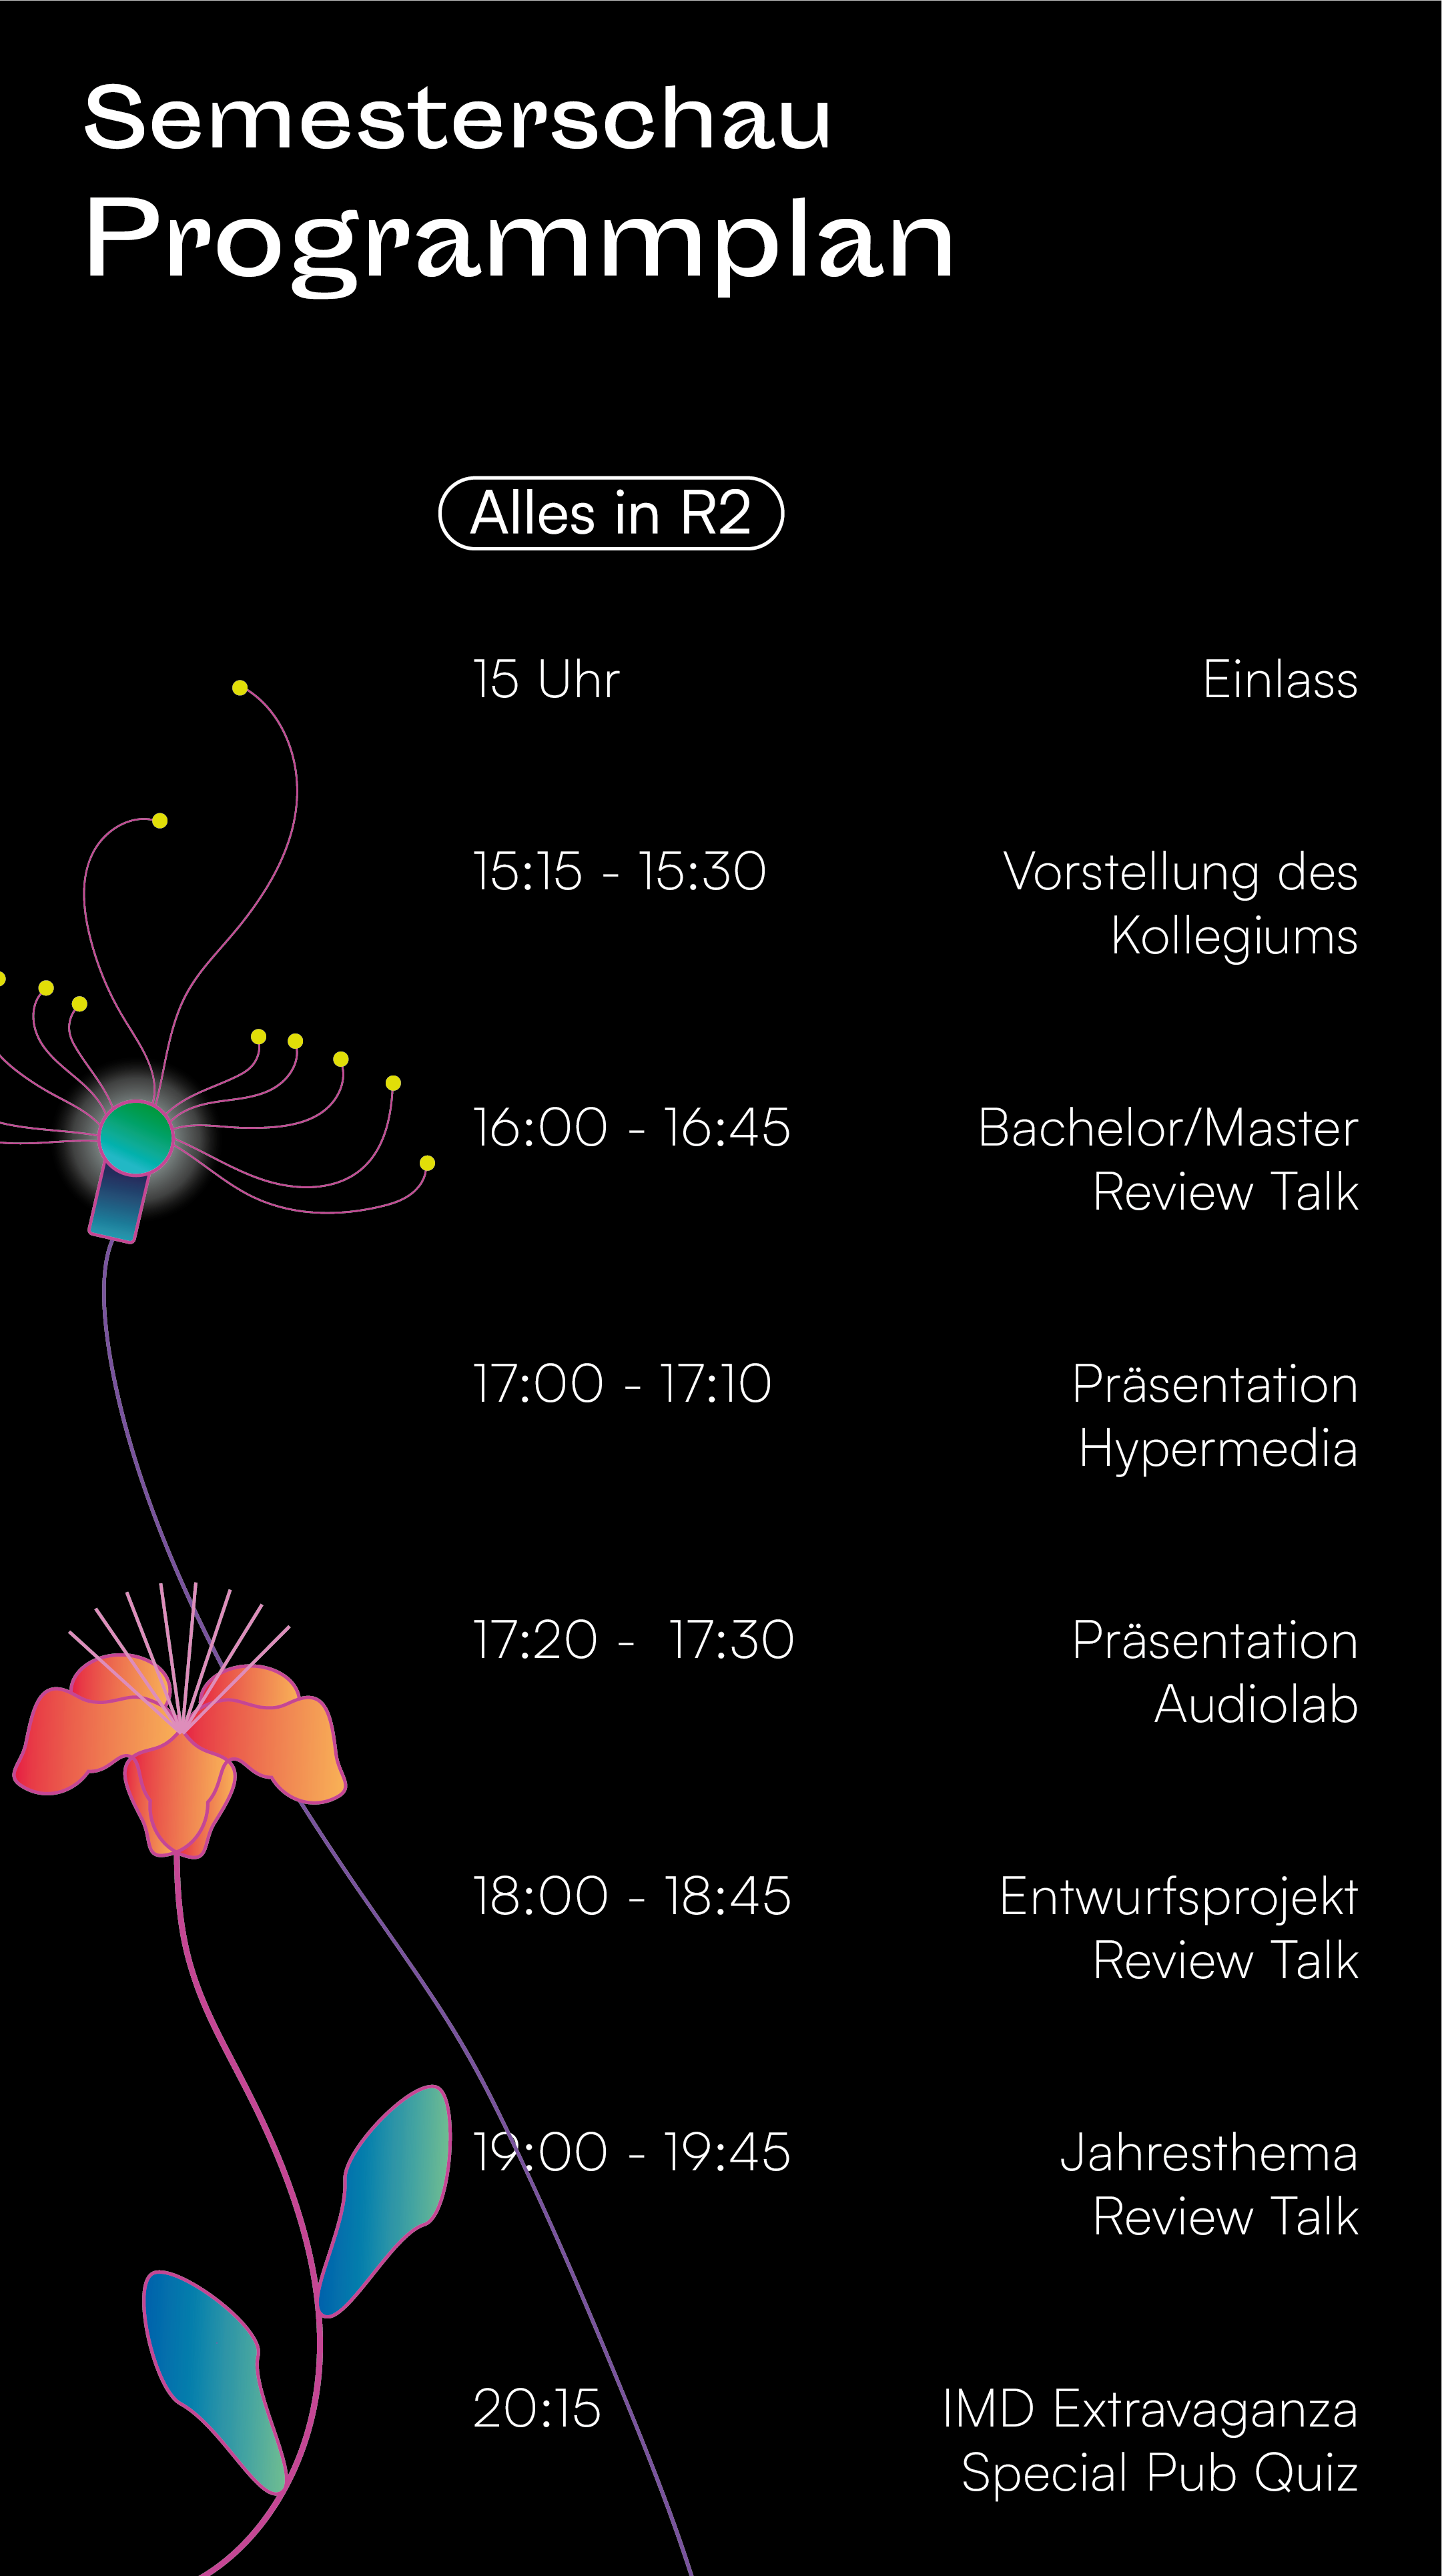 Semesterschau
Programmplan
Alles in R2
15 Uhr Einlass
15:15 - 15:30 Vorstellung des
Kollegiums
16:00 - 16:45 Bachelor/Master
Review Talk
17:00 - 17:10 Präsentation
Hypermedia
17:20 - 17:30 Präsentation
Audiolab
18:00 - 18:45 Entwurfsprojekt
Review Talk
19:00 - 19:45 Jahresthema
Review Talk
20:15 IMD Extravaganza
Special Pub Quiz